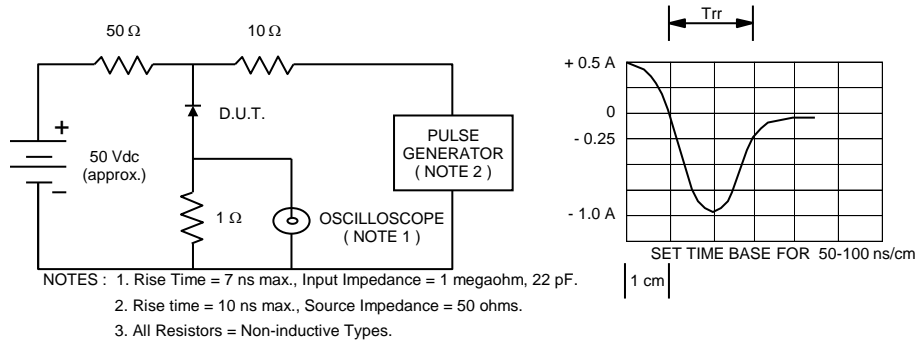 50 Ω
10 Ω
D.U.T.
+
50 Vdc
(approx.)
−
1 Ω
OSCILLOSCOPE
( NOTE 1 )
PULSE
GENERATOR
( NOTE 2 )
Trr
+ 0.5 A
0
- 0.25
- 1.0 A
SET TIME BASE FOR 50-100 ns/cm
1 cm
NOTES : 1. Rise Time = 7 ns max., Input Impedance = 1 megaohm, 22 pF.
2. Rise time = 10 ns max., Source Impedance = 50 ohms.
3. All Resistors = Non-inductive Types.